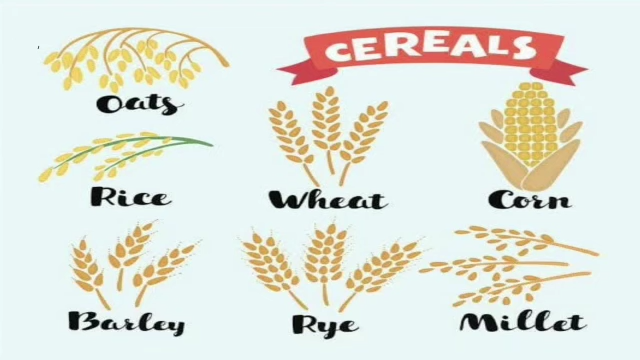 CEREALS
Oats
Rice
Wheat
Corn
Barley
Rye
Millet